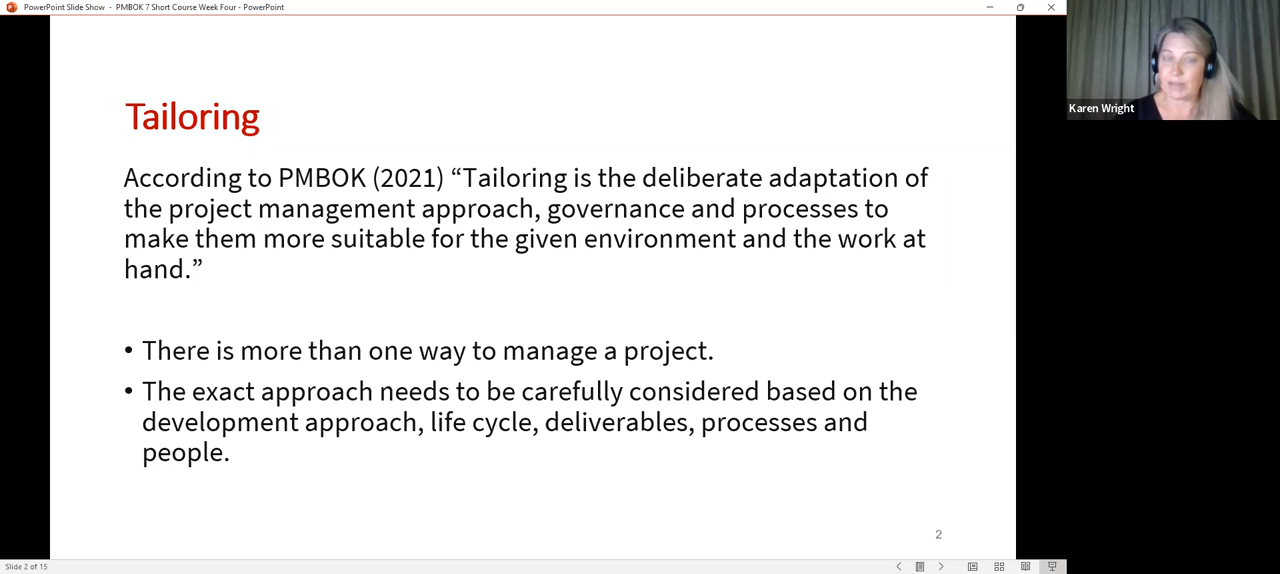 PowerPoint Slide Show - PMBOK 7 Short Course Week Four - PowerPoint
Karen Wright
Tailoring
According to PMBOK (2021) “Tailoring is the deliberate adaptation of
the project management approach, governance and processes to
make them more suitable for the given environment and the work at
hand.”
• There is more than one way to manage a project.
• The exact approach needs to be carefully considered based on the
development approach, life cycle, deliverables, processes and
people.
2
Slide 2 of 15